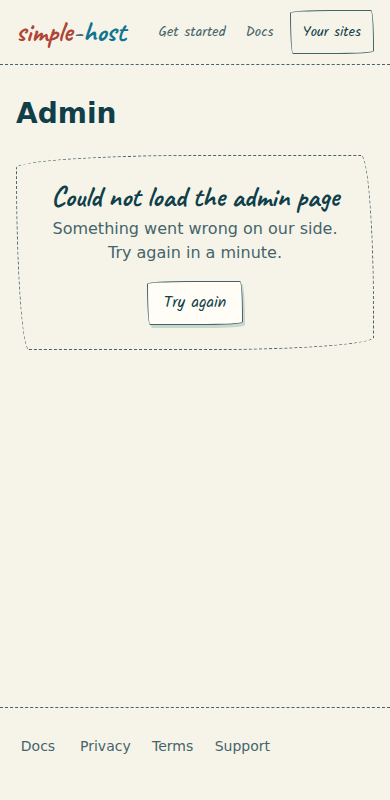 simple-host Get started Docs Your sites
Admin
Could not load the admin page
Something went wrong on our side.
Try again in a minute.
Try again
Docs Privacy Terms Support